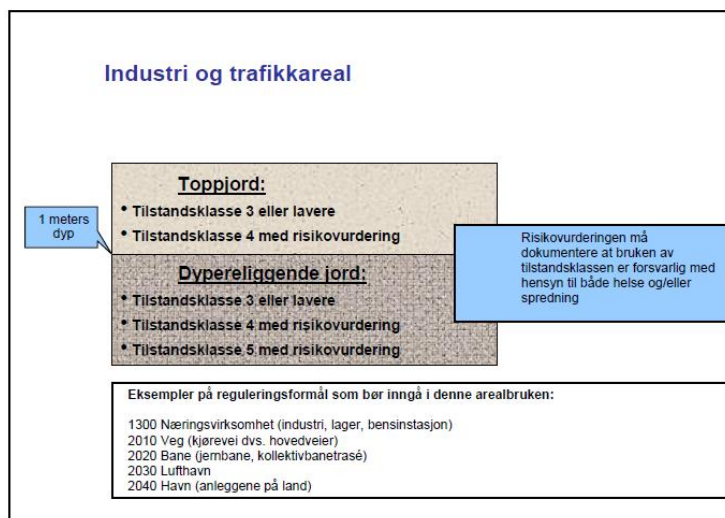 Industri og trafikkareal
Toppjord:
• Tilstandsklasse 3 eller lavere
• Tilstandsklasse 4 med risikovurdering
1 meters
dyp
Dypereliggende jord:
• Tilstandsklasse 3 eller lavere
• Tilstandsklasse 4 med risikovurdering
• Tilstandsklasse 5 med risikovurdering
Risikovurderingen må
dokumentere at bruken av
tilstandsklassen er forsvarlig med
hensyn til både helse og/eller
spredning
Eksempler på reguleringsformål som bør inngå i denne arealbruken:
1300 Næringsvirksomhet (industri, lager, bensinstasjon)
2010 Veg (kjørevei dvs. hovedveier)
2020 Bane (jernbane, kollektivbanetrasé)
2030 Lufthavn
2040 Havn (anleggene på land)